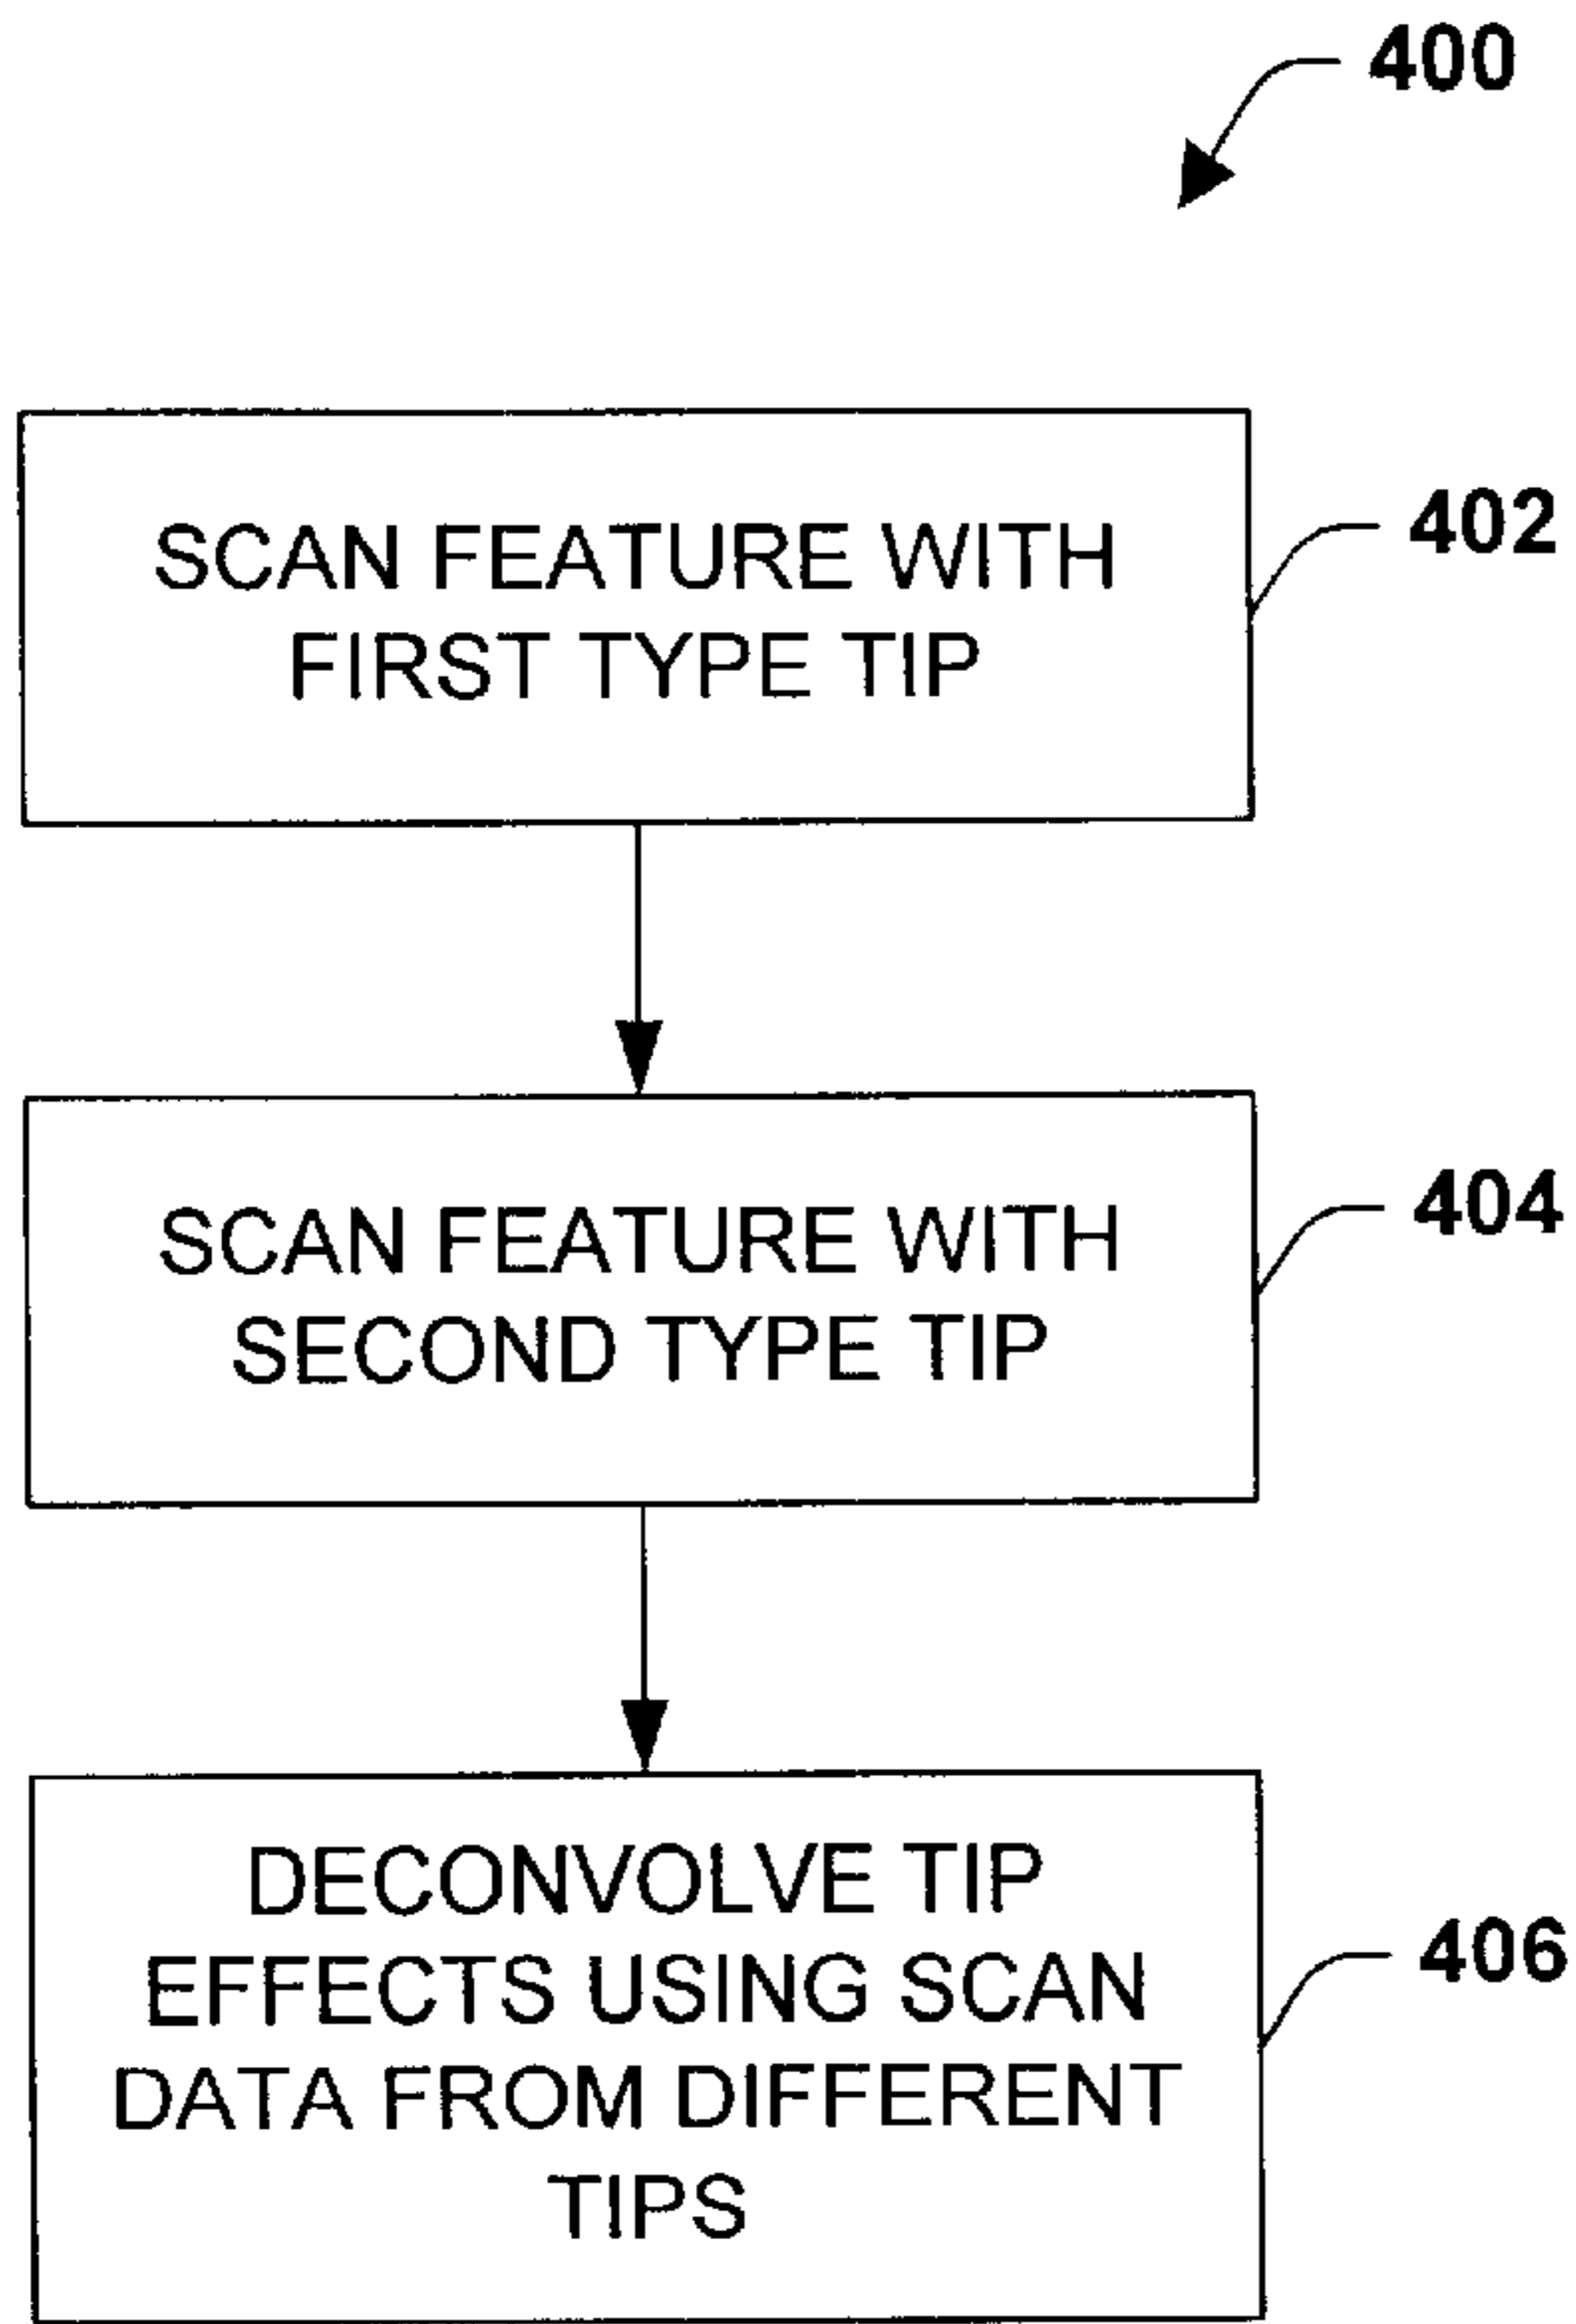 400
SCAN FEATURE WITH
FIRST TYPE TIP
402
SCAN FEATURE WITH
SECOND TYPE TIP
404
DECONVOLVE TIP
EFFECTS USING SCAN
DATA FROM DIFFERENT
TIPS
406